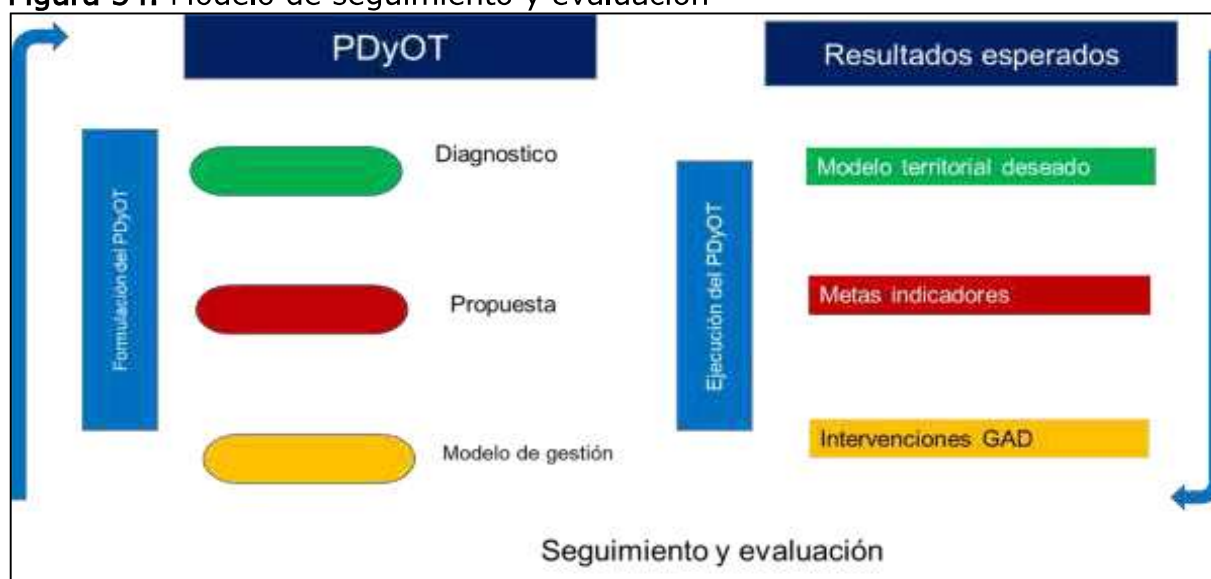 Modelo de seguimiento y evaluación
PDyOT
Resultados esperados
Formulación del PDyOT
Diagnostico
Propuesta
Modelo de gestión
Ejecución del PDyOT
Modelo territorial deseado
Metas indicadores
Intervenciones GAD
Seguimiento y evaluación